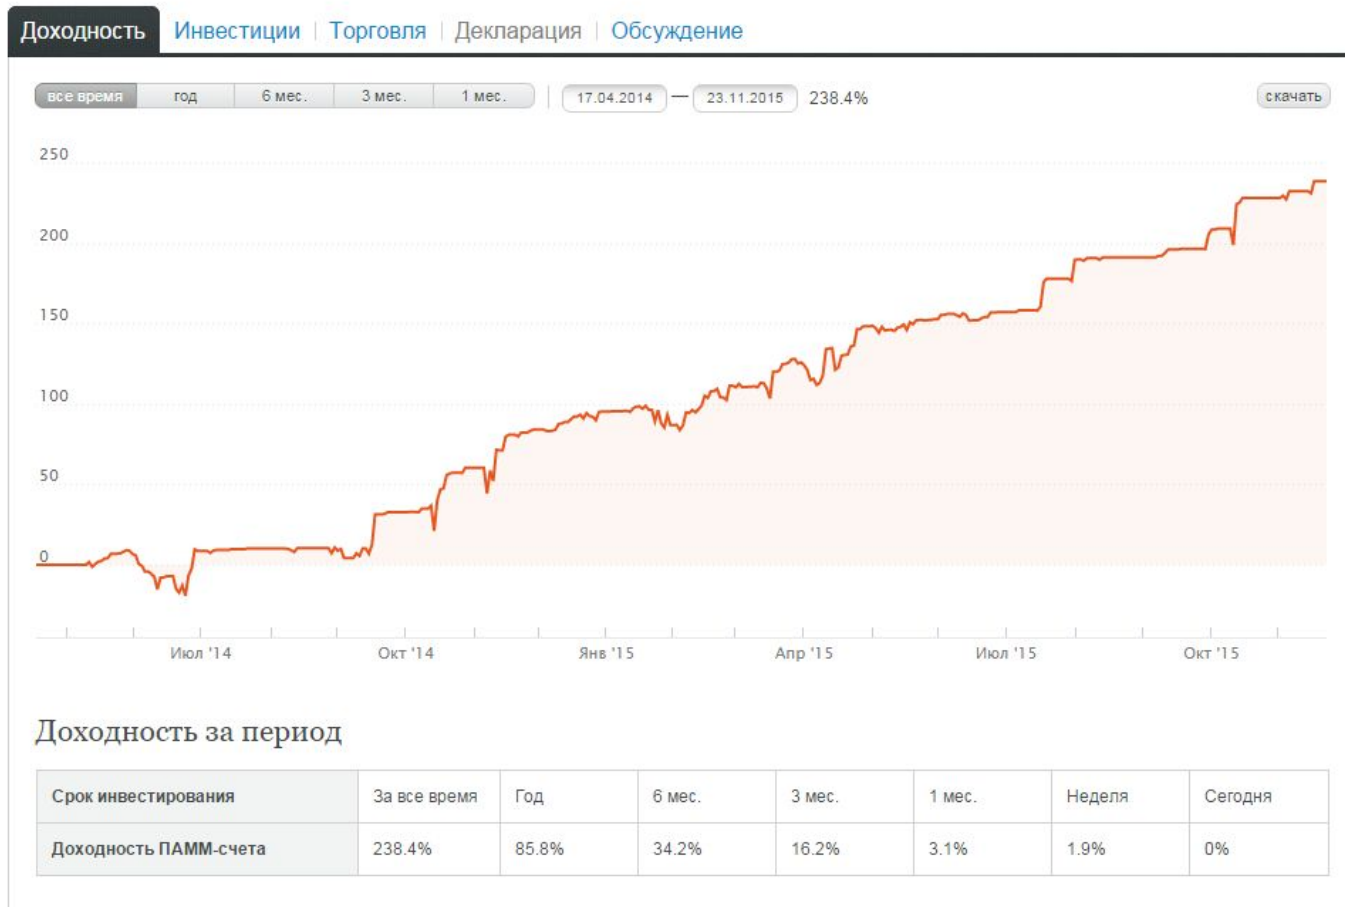 Доходность Инвестиции Торговля Декларация Обсуждение
все время год 6 мес. 3 мес. 1 мес. 17.04.2014 — 23.11.2015 238.4% скачать
250
200
150
100
50
0
Июл '14 Окт '14 Янв '15 Апр '15 Июл '15 Окт '15
Доходность за период
Срок инвестирования За все время Год 6 мес. 3 мес. 1 мес. Неделя Сегодня
Доходность ПАММ-счета 238.4% 85.8% 34.2% 16.2% 3.1% 1.9% 0%